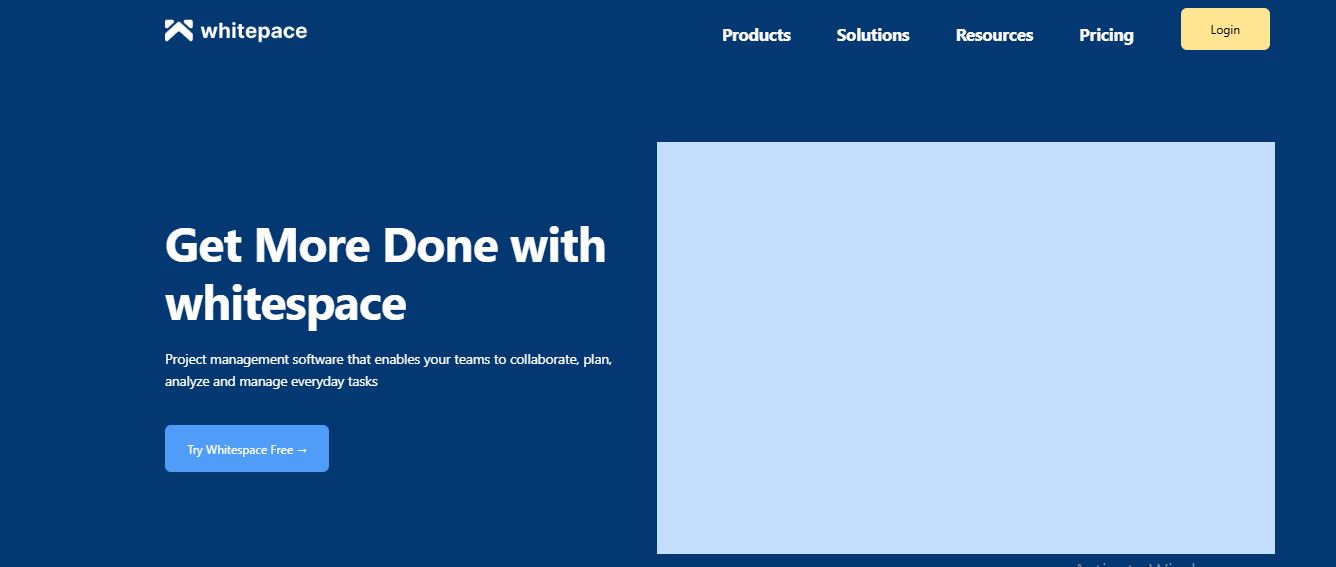 whitepace
Products Solutions Resources Pricing Login
Get More Done with
whitespace
Project management software that enables your teams to collaborate, plan,
analyze and manage everyday tasks
Try Whitespace Free →